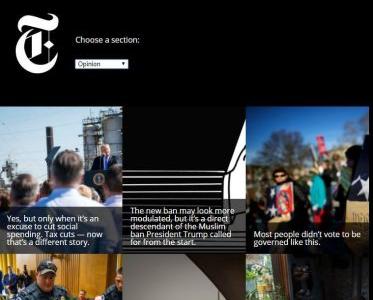 Choose a section:
Opinion
Yes, but only when it's an
excuse to cut social
spending. Tax cuts — now
that's a different story.
The new ban may look more
modulated, but it's a direct
descendant of the Muslim
ban President Trump called
for from the start.
Most people didn't vote to be
governed like this.